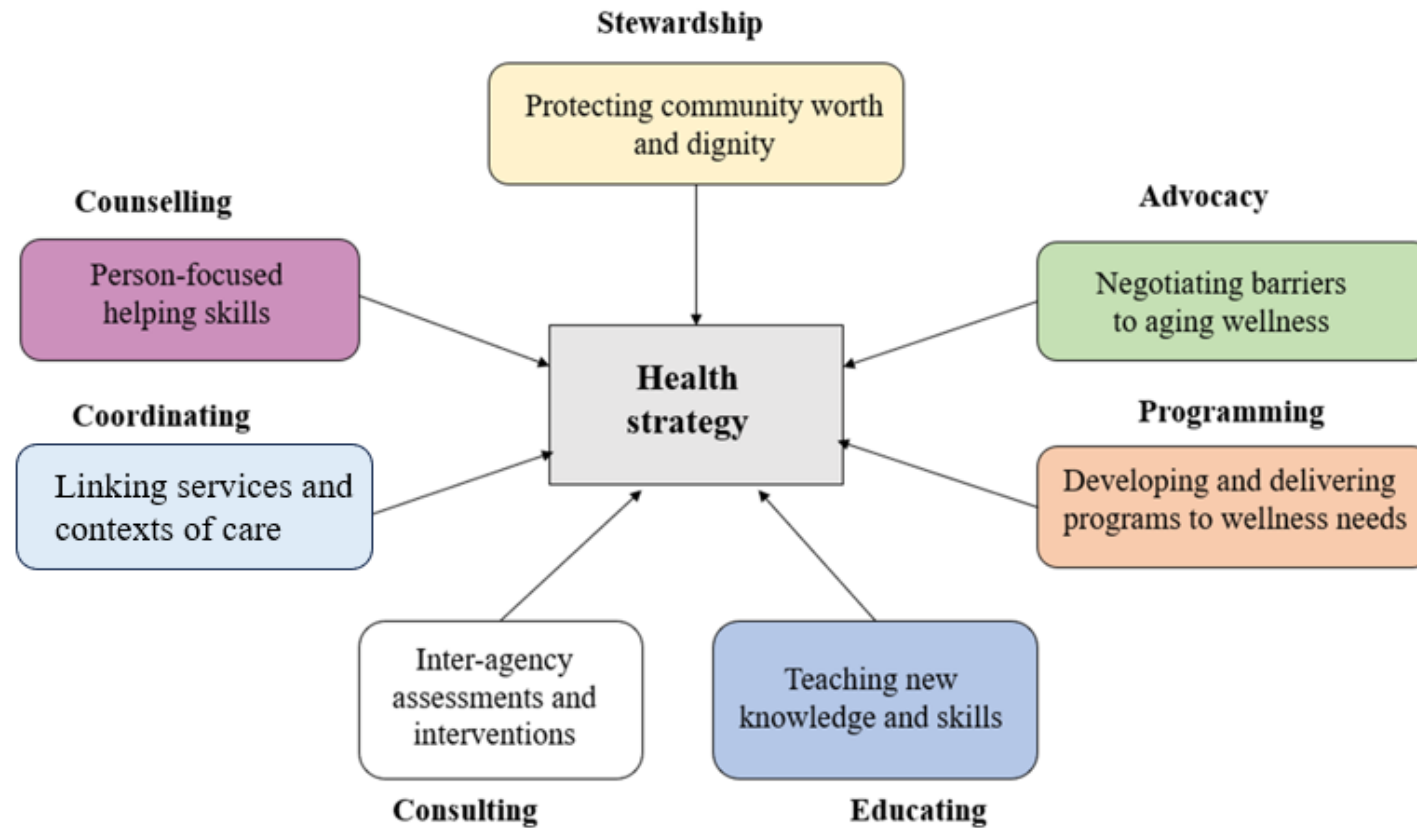 Stewardship
Protecting community worth
and dignity
Counselling
Person-focused
helping skills
Advocacy
Negotiating barriers
to aging wellness
Health
strategy
Coordinating
Linking services and
contexts of care
Programming
Developing and delivering
programs to wellness needs
Inter-agency
assessments and
interventions
Consulting
Teaching new
knowledge and skills
Educating